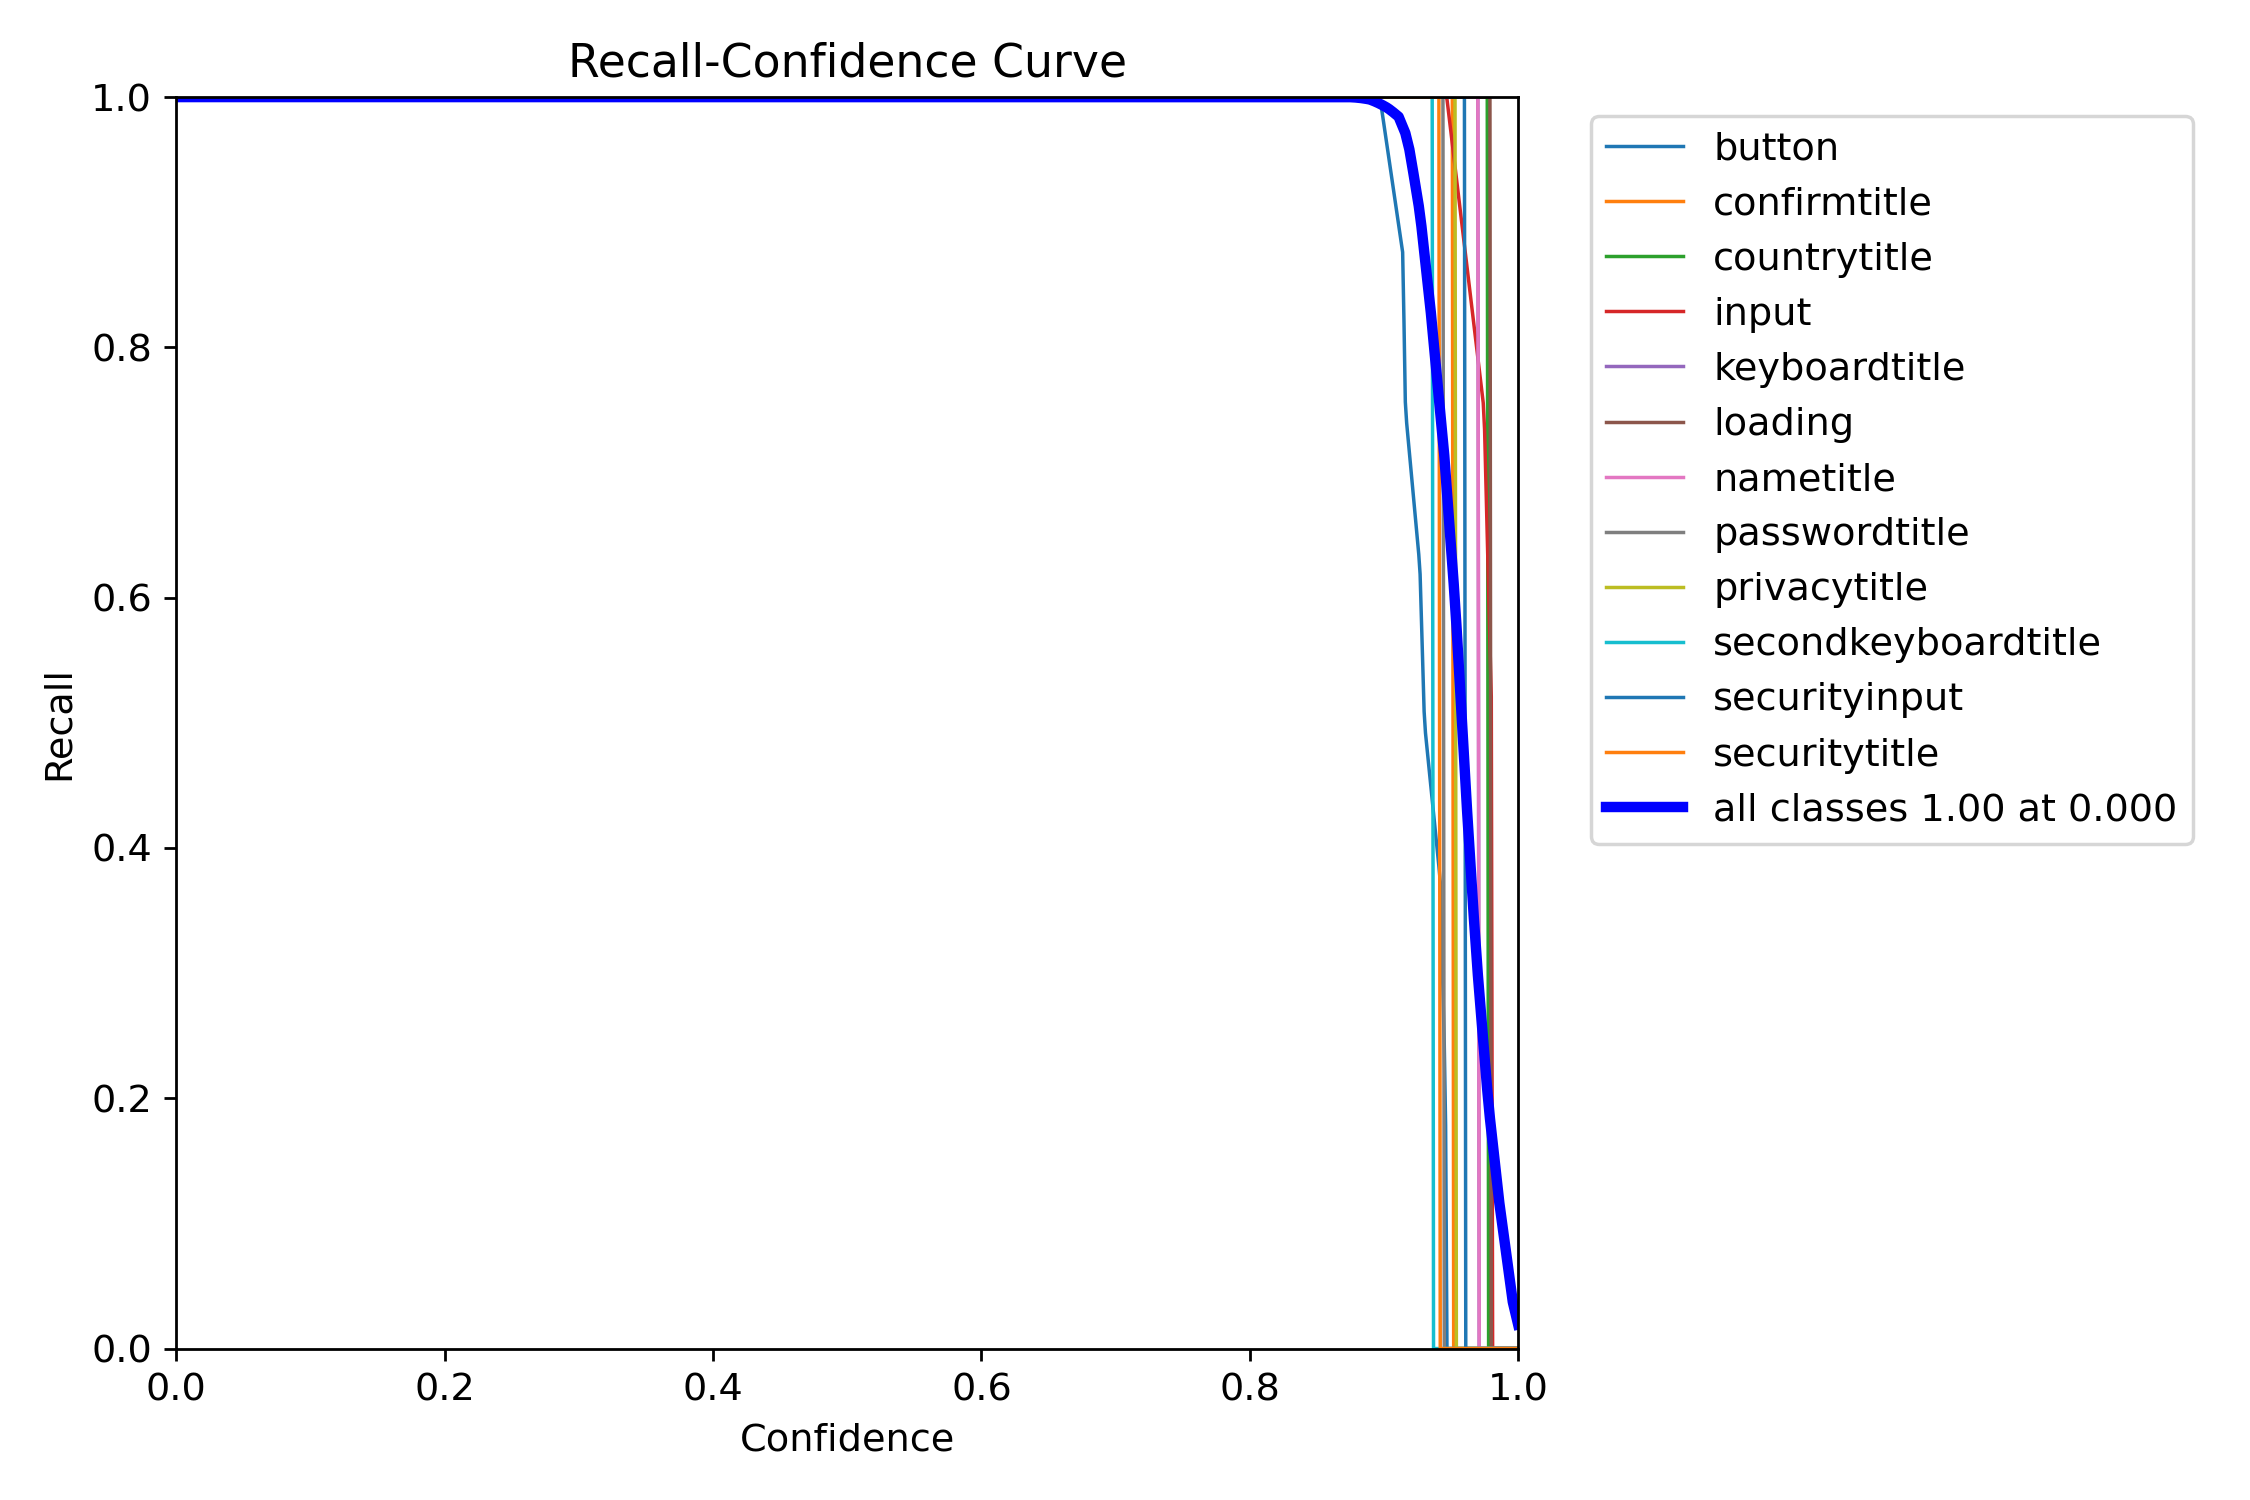 Recall-Confidence Curve
1.0
0.8
0.6
0.4
0.2
0.0
Recall
0.0 0.2 0.4 0.6 0.8 1.0
Confidence
button
confirmtitle
countrytitle
input
keyboardtitle
loading
nametitle
passwordtitle
privacytitle
secondkeyboardtitle
securityinput
securitytitle
all classes 1.00 at 0.000